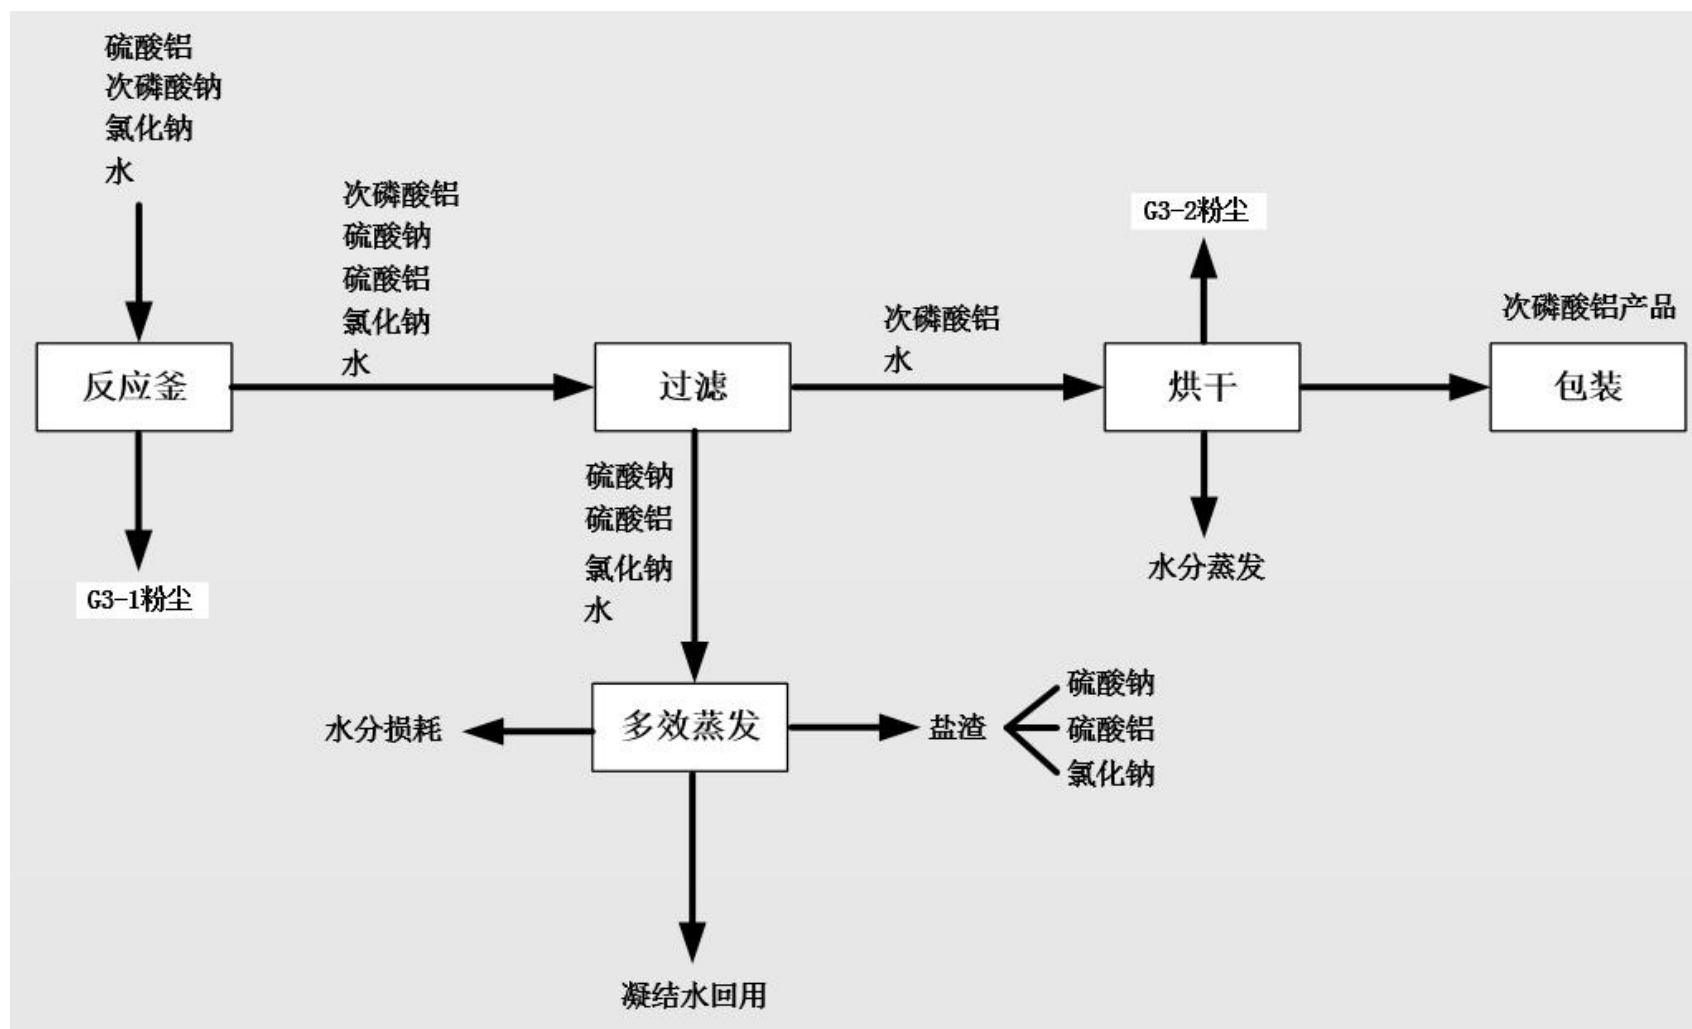 硫酸铝
次磷酸钠
氯化钠
水
次磷酸铝
硫酸钠
硫酸铝
氯化钠
水
G3-2粉尘
次磷酸铝
水
次磷酸铝产品
反应釜
过滤
烘干
包装
硫酸钠
硫酸铝
氯化钠
水
水分蒸发
G3-1粉尘
水分损耗
多效蒸发
盐渣
硫酸钠
硫酸铝
氯化钠
凝结水回用